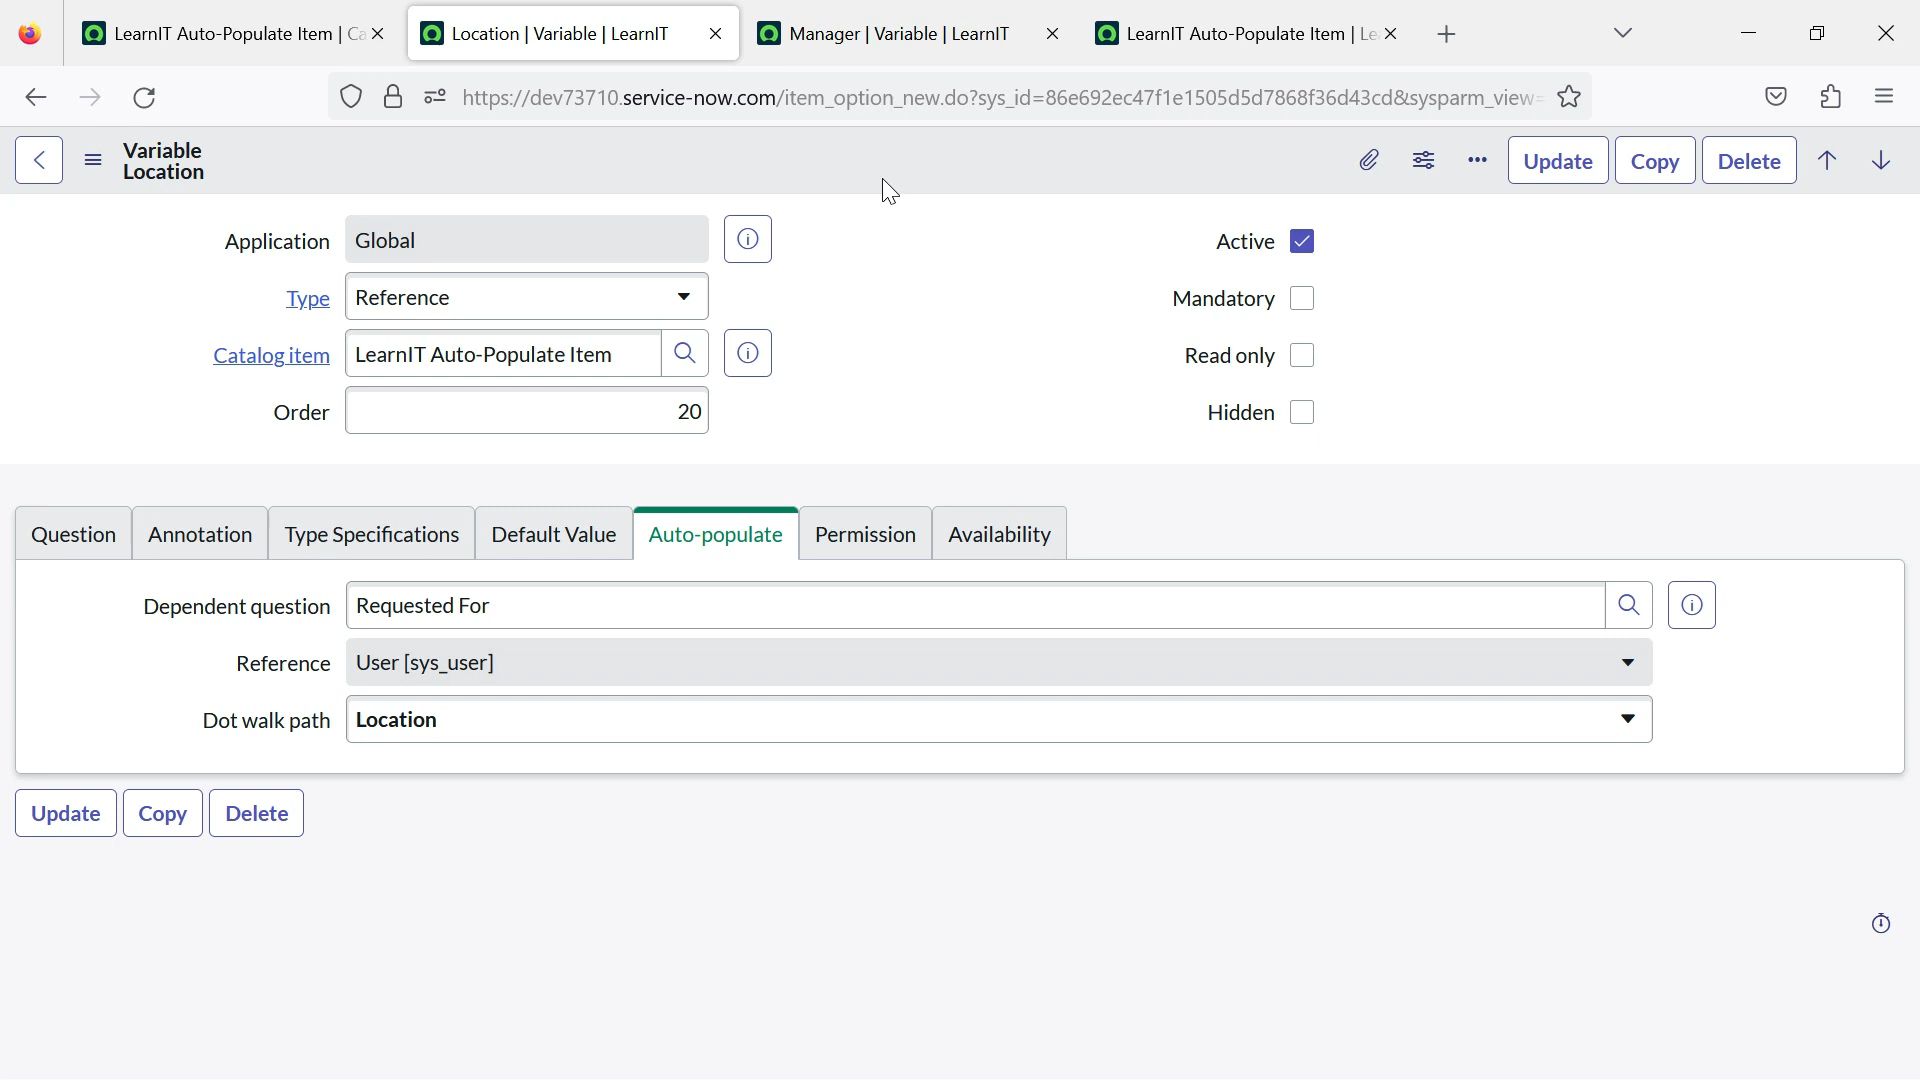 LearnIT Auto-Populate Item | Ca
Location | Variable | LearnIT
Manager | Variable | LearnIT
LearnIT Auto-Populate Item | Le
https://dev73710.service-now.com/item_option_new.do?sys_id=86e692ec47f1e1505d5d7868f36d43cd&sysparm_view=
Variable
Location
Update
Copy
Delete
Application
Global
Active
Type
Reference
Mandatory
Catalog item
LearnIT Auto-Populate Item
Read only
Order
20
Hidden
Question
Annotation
Type Specifications
Default Value
Auto-populate
Permission
Availability
Dependent question
Requested For
Reference
User [sys_user]
Dot walk path
Location
Update
Copy
Delete